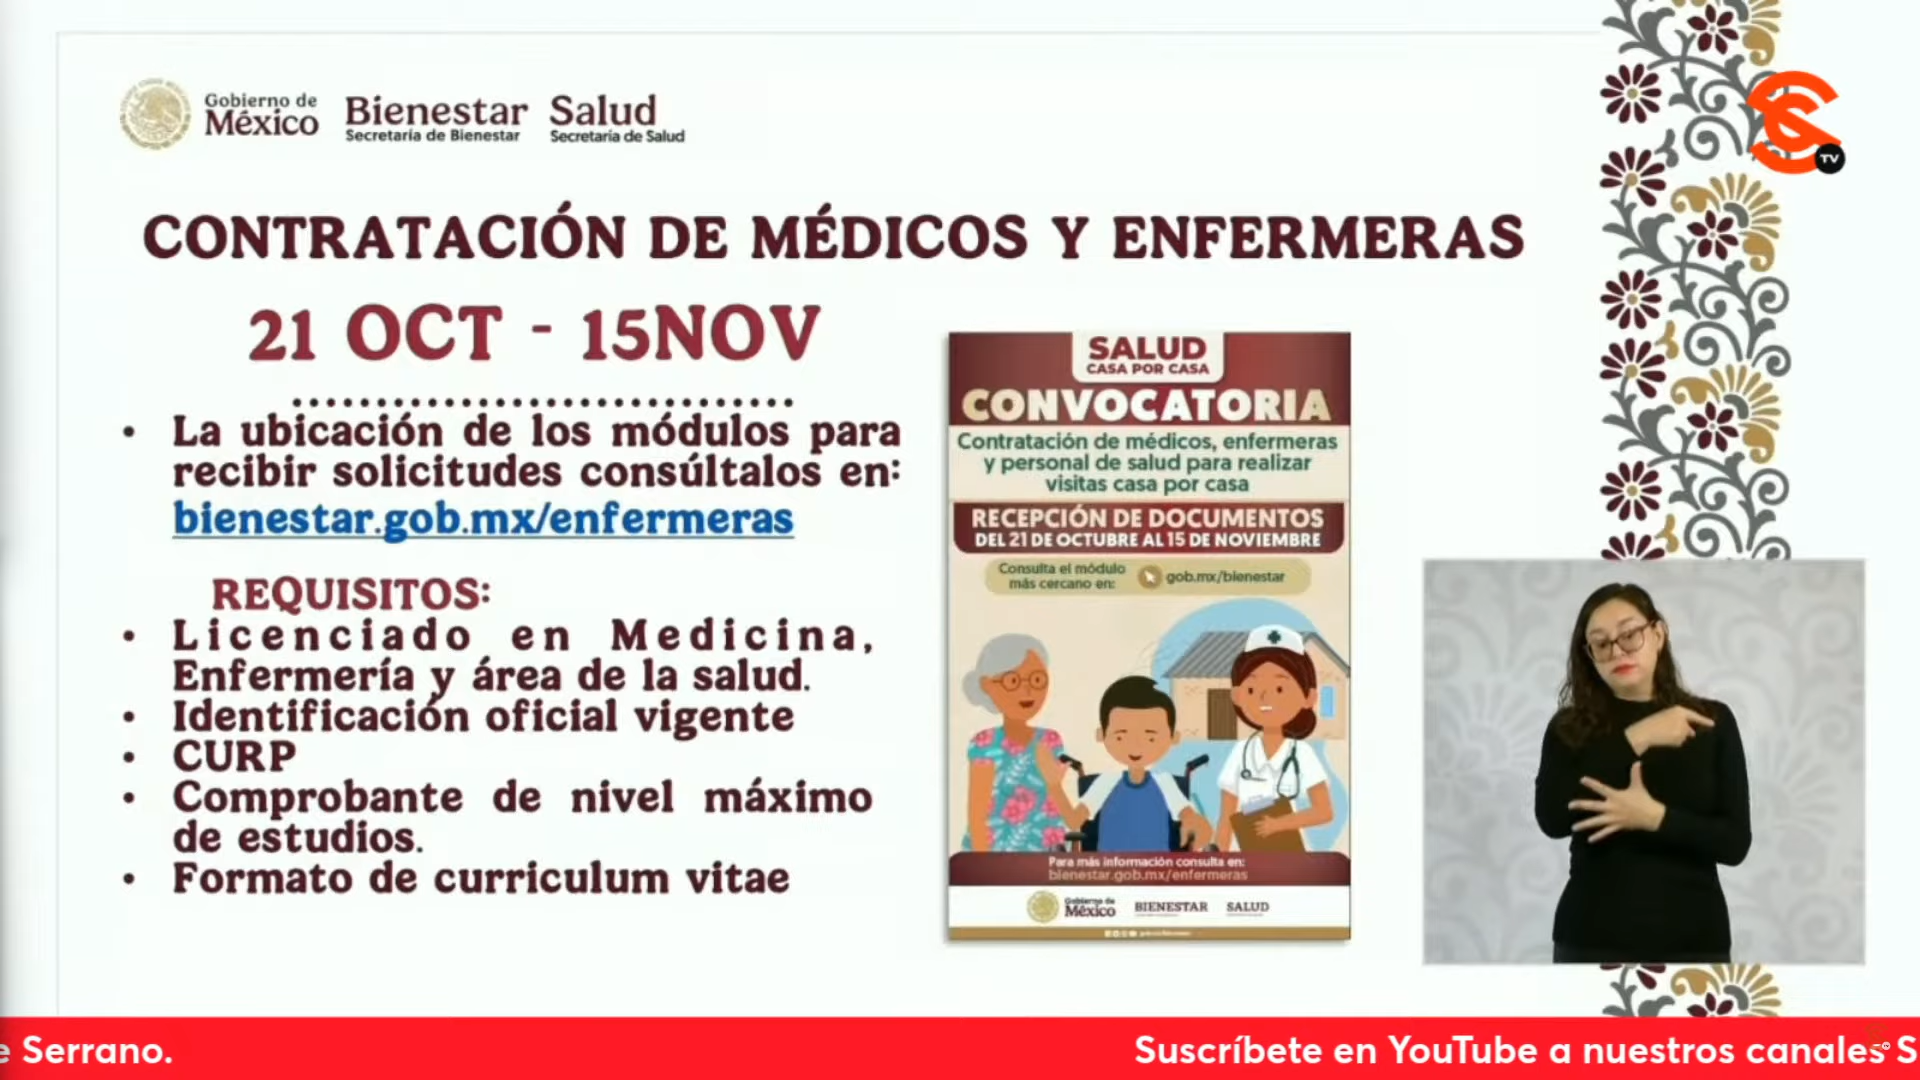 Gobierno de
México
Bienestar
Secretaría de Bienestar
Salud
Secretaría de Salud
TV
CONTRATACIÓN DE MÉDICOS Y ENFERMERAS
21 OCT - 15NOV
• La ubicación de los módulos para
recibir solicitudes consúltalos en:
bienestar.gob.mx/enfermeras
REQUISITOS:
• Licenciado en Medicina,
Enfermería y área de la salud.
• Identificación oficial vigente
• CURP
• Comprobante de nivel máximo
de estudios.
• Formato de curriculum vitae
SALUD
CASA POR CASA
CONVOCATORIA
Contratación de médicos, enfermeras
y personal de salud para realizar
visitas casa por casa
RECEPCIÓN DE DOCUMENTOS
DEL 21 DE OCTUBRE AL 15 DE NOVIEMBRE
Consulta el módulo
más cercano en:
gob.mx/bienestar
Para más información consulta en:
bienestar.gob.mx/enfermeras
Gobierno de
México
BIENESTAR
SALUD
e Serrano.
Suscríbete en YouTube a nuestros canales S